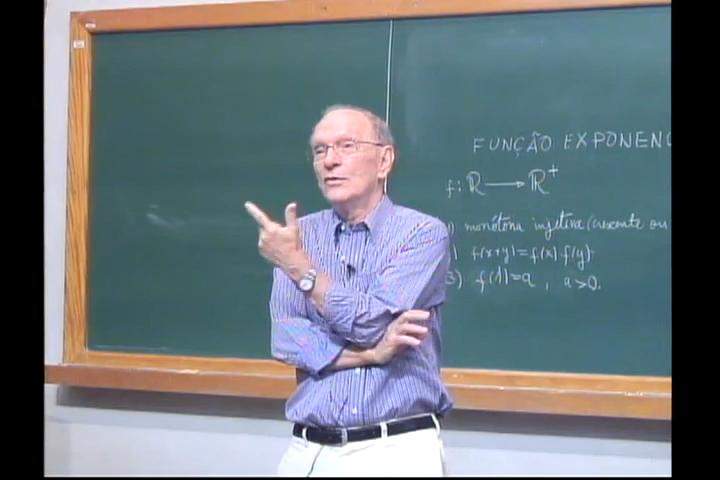 FUNÇÃO EXPONENC
f: ℝ ⟶ ℝ⁺
) monótona injetiva (crescente ou
) f(x+y)=f(x).f(y)
3) f(1)=a , a>0.